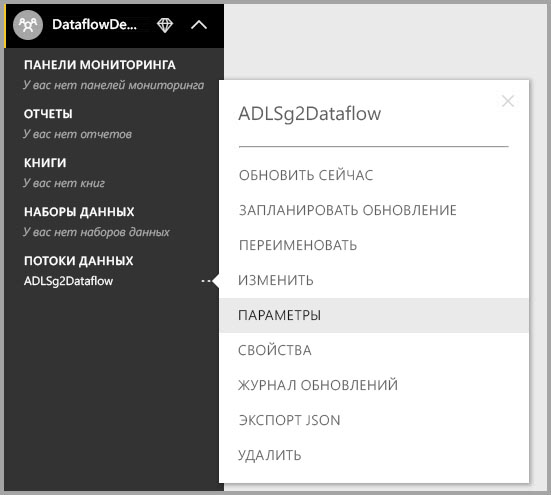 DataflowDe...
ПАНЕЛИ МОНИТОРИНГА
У вас нет панелей мониторинга
ОТЧЕТЫ
У вас нет отчетов
КНИГИ
У вас нет книг
НАБОРЫ ДАННЫХ
У вас нет наборов данных
ПОТОКИ ДАННЫХ
ADLSg2Dataflow
ADLSg2Dataflow
ОБНОВИТЬ СЕЙЧАС
ЗАПЛАНИРОВАТЬ ОБНОВЛЕНИЕ
ПЕРЕИМЕНОВАТЬ
ИЗМЕНИТЬ
ПАРАМЕТРЫ
СВОЙСТВА
ЖУРНАЛ ОБНОВЛЕНИЙ
ЭКСПОРТ JSON
УДАЛИТЬ